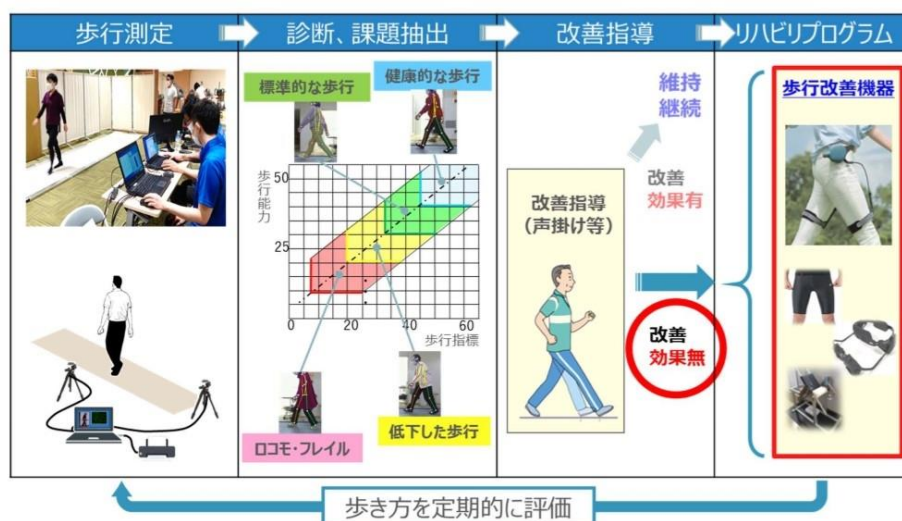 歩行測定
診断、課題抽出
改善指導
リハビリプログラム
標準的な歩行
健康的な歩行
歩行能力
50
25
0
20
40
60
歩行指標
ロコモ・フレイル
低下した歩行
維持
継続
改善
効果有
改善指導
(声掛け等)
改善
効果無
歩行改善機器
歩き方を定期的に評価